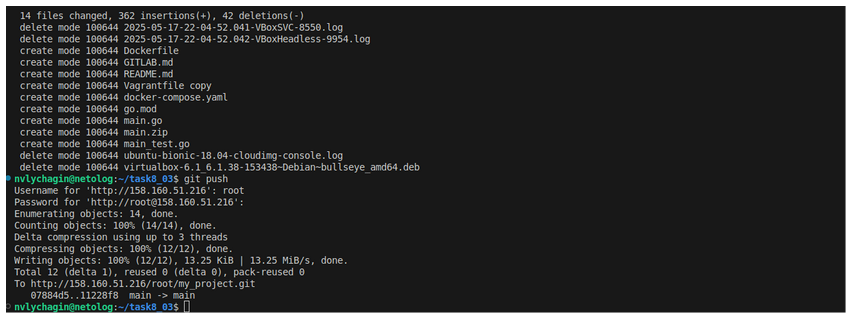 14 files changed, 362 insertions(+), 42 deletions(-)
delete mode 100644 2025-05-17-22-04-52.041-VBoxSVC-8550.log
delete mode 100644 2025-05-17-22-04-52.042-VBoxHeadless-9954.log
create mode 100644 Dockerfile
create mode 100644 GITLAB.md
create mode 100644 README.md
create mode 100644 Vagrantfile copy
create mode 100644 docker-compose.yaml
create mode 100644 go.mod
create mode 100644 main.go
create mode 100644 main.zip
create mode 100644 main_test.go
delete mode 100644 ubuntu-bionic-18.04-cloudimg-console.log
delete mode 100644 virtualbox-6.1_6.1.38-153438~Debian~bullseye_amd64.deb
nvlychagin@netolog:~/task8_03$ git push
Username for 'http://158.160.51.216': root
Password for 'http://root@158.160.51.216':
Enumerating objects: 14, done.
Counting objects: 100% (14/14), done.
Delta compression using up to 3 threads
Compressing objects: 100% (12/12), done.
Writing objects: 100% (12/12), 13.25 KiB | 13.25 MiB/s, done.
Total 12 (delta 1), reused 0 (delta 0), pack-reused 0
To http://158.160.51.216/root/my_project.git
07884d5..11228f8  main -> main
nvlychagin@netolog:~/task8_03$